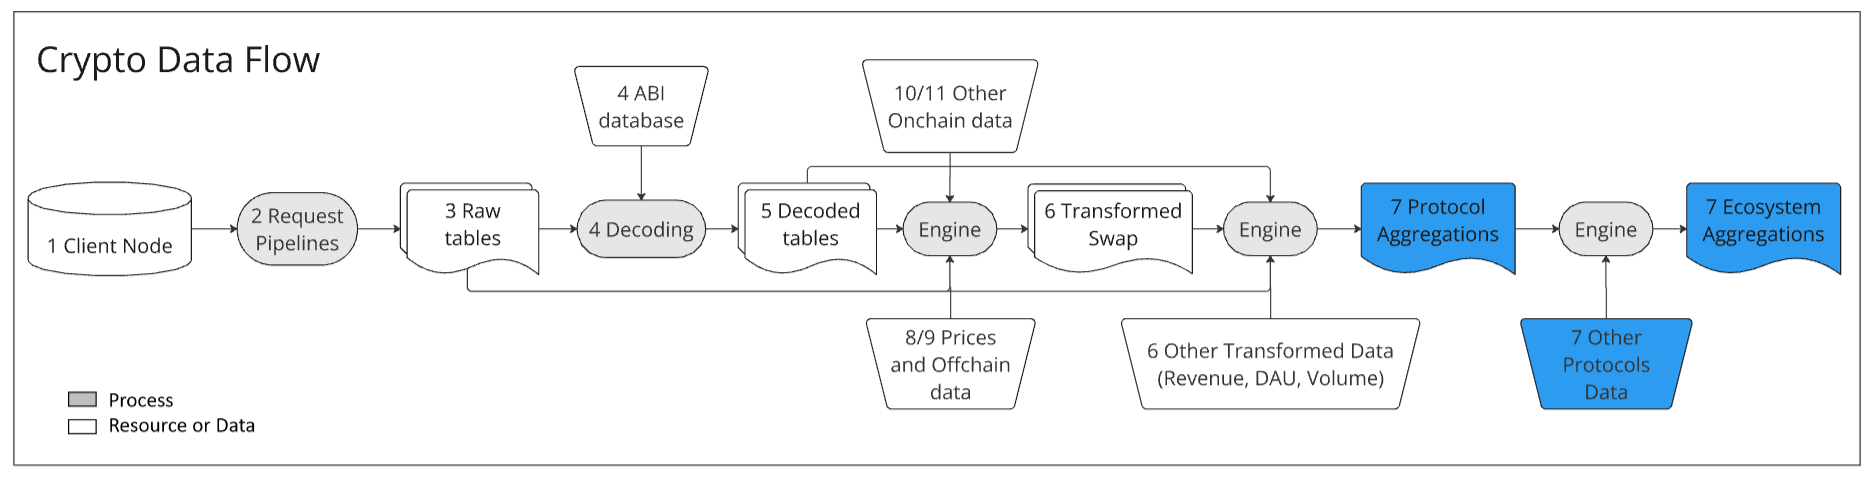 Crypto Data Flow
4 ABI
database
10/11 Other
Onchain data
1 Client Node
2 Request
Pipelines
3 Raw
tables
4 Decoding
5 Decoded
tables
Engine
6 Transformed
Swap
Engine
7 Protocol
Aggregations
Engine
7 Ecosystem
Aggregations
8/9 Prices
and Offchain
data
6 Other Transformed Data
(Revenue, DAU, Volume)
7 Other
Protocols
Data
Process
Resource or Data